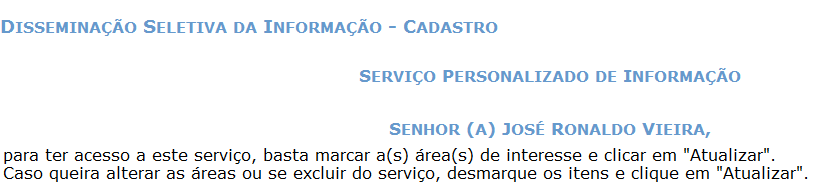 DISSEMINAÇÃO SELETIVA DA INFORMAÇÃO - CADASTRO
SERVIÇO PERSONALIZADO DE INFORMAÇÃO
SENHOR (A) JOSÉ RONALDO VIEIRA,
para ter acesso a este serviço, basta marcar a(s) área(s) de interesse e clicar em "Atualizar".
Caso queira alterar as áreas ou se excluir do serviço, desmarque os itens e clique em "Atualizar".